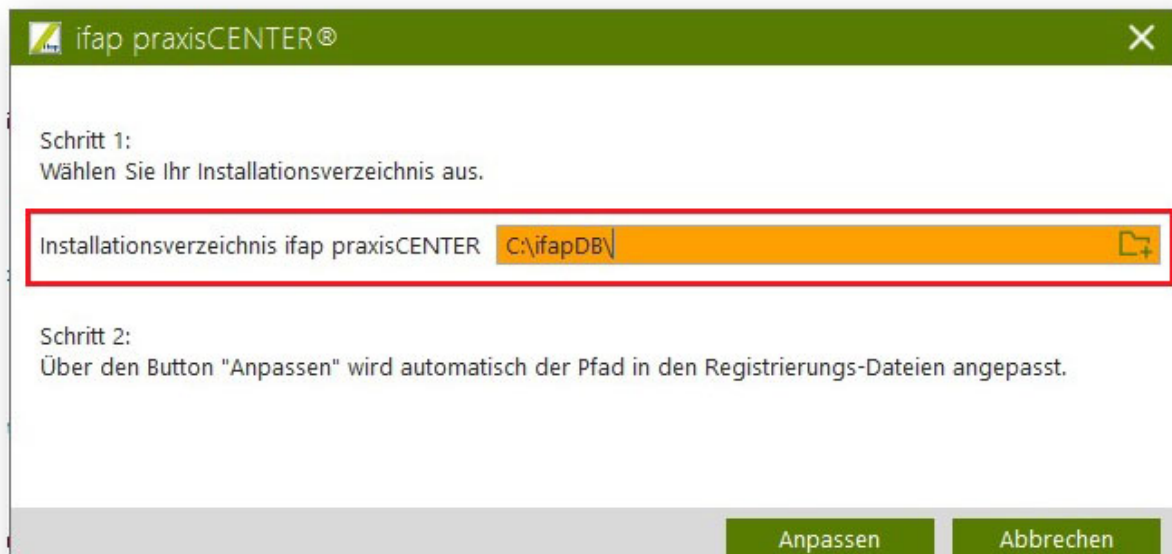 ifap praxisCENTER®
Schritt 1:
Wählen Sie Ihr Installationsverzeichnis aus.
Installationsverzeichnis ifap praxisCENTER C:\ifapDB\
Schritt 2:
Über den Button "Anpassen" wird automatisch der Pfad in den Registrierungs-Dateien angepasst.
Anpassen Abbrechen